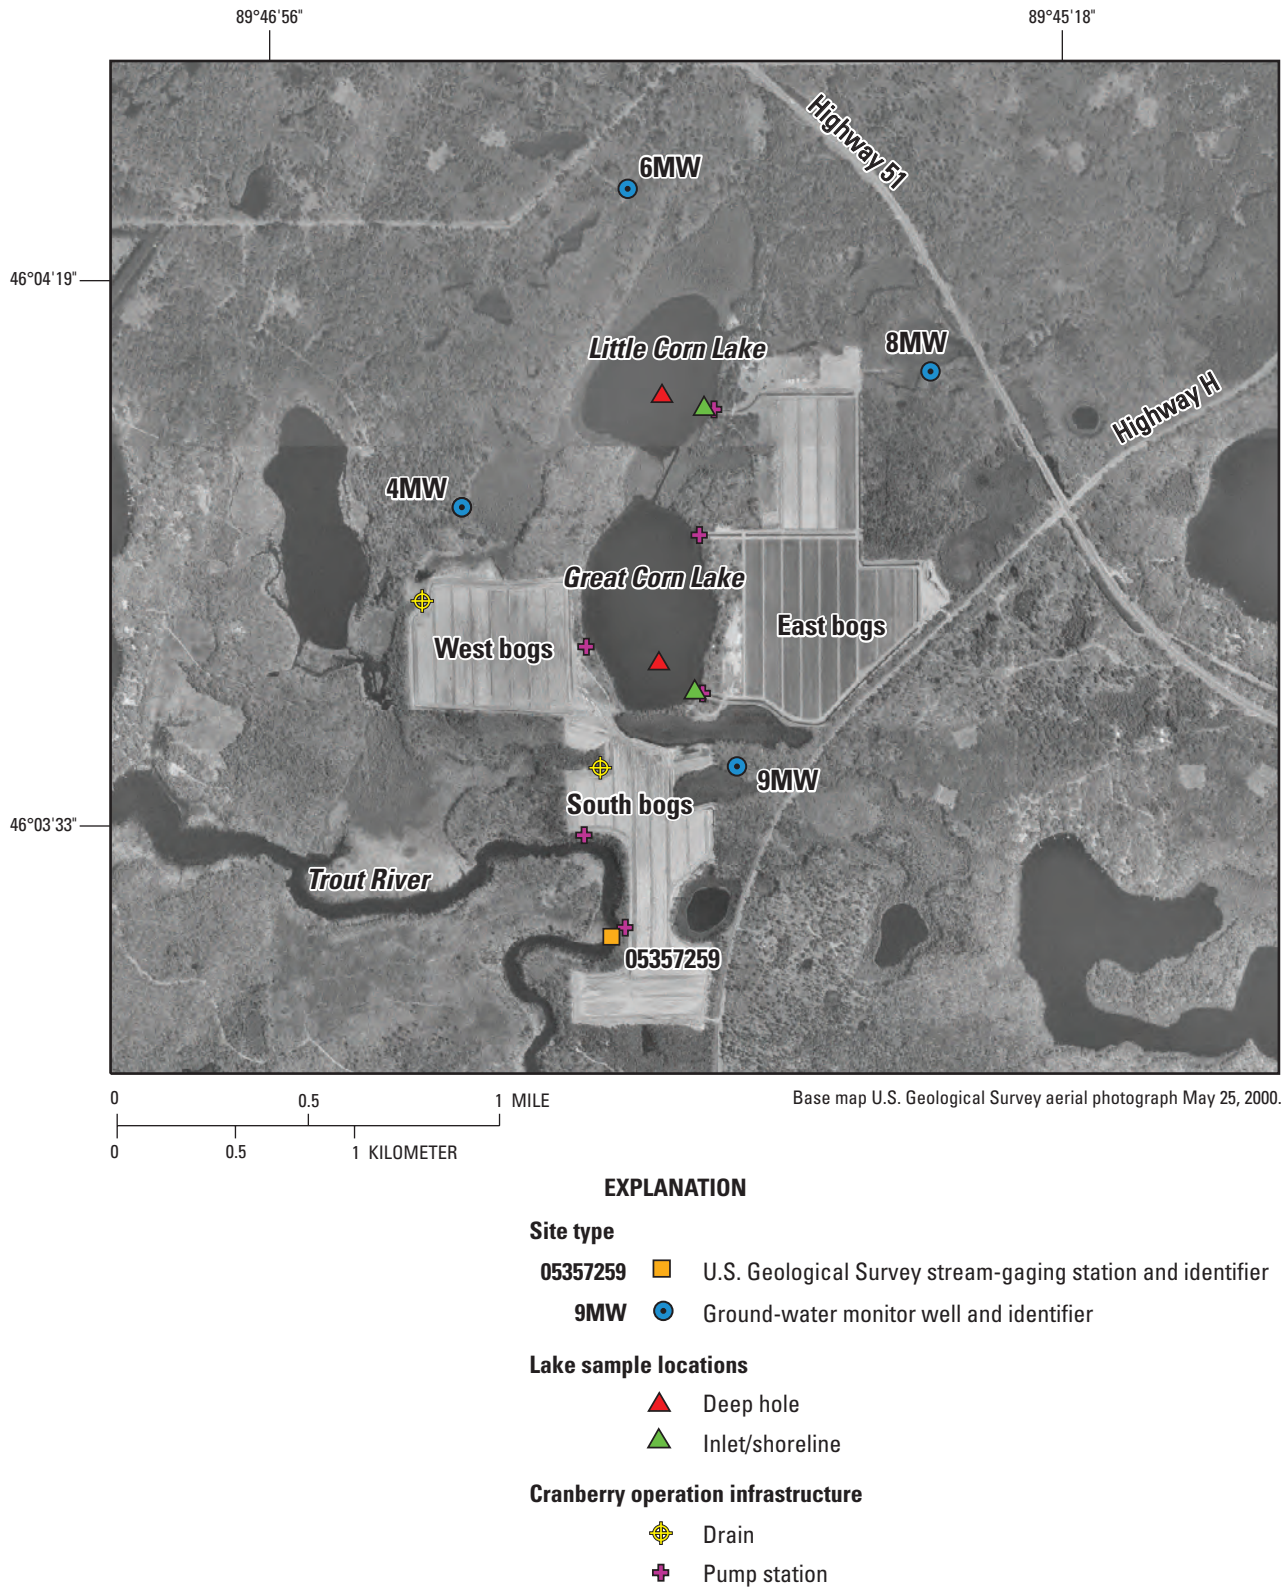 89°46'56"
89°45'18"
Highway 51
6MW
46°04'19"
Little Corn Lake
8MW
Highway H
4MW
Great Corn Lake
East bogs
West bogs
9MW
South bogs
46°03'33"
Trout River
05357259
0 0.5 1 MILE
0 0.5 1 KILOMETER
Base map U.S. Geological Survey aerial photograph May 25, 2000.
EXPLANATION
Site type
05357259 U.S. Geological Survey stream-gaging station and identifier
9MW Ground-water monitor well and identifier
Lake sample locations
Deep hole
Inlet/shoreline
Cranberry operation infrastructure
Drain
Pump station